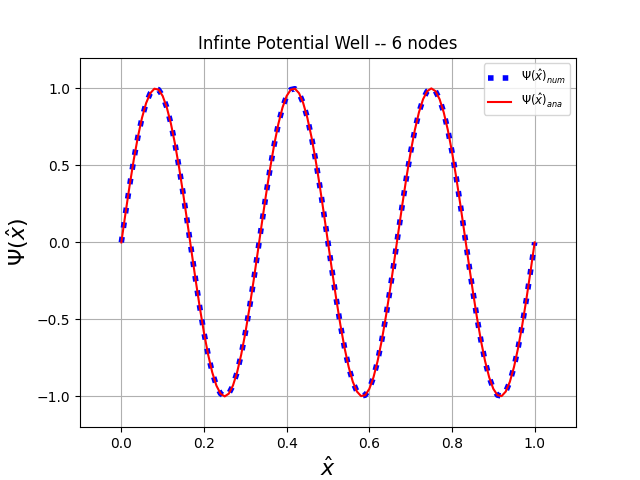 Infinte Potential Well -- 6 nodes
Ψ(x̂)num
Ψ(x̂)ana
1.0
0.5
0.0
−0.5
−1.0
Ψ(x̂)
0.0 0.2 0.4 0.6 0.8 1.0
x̂